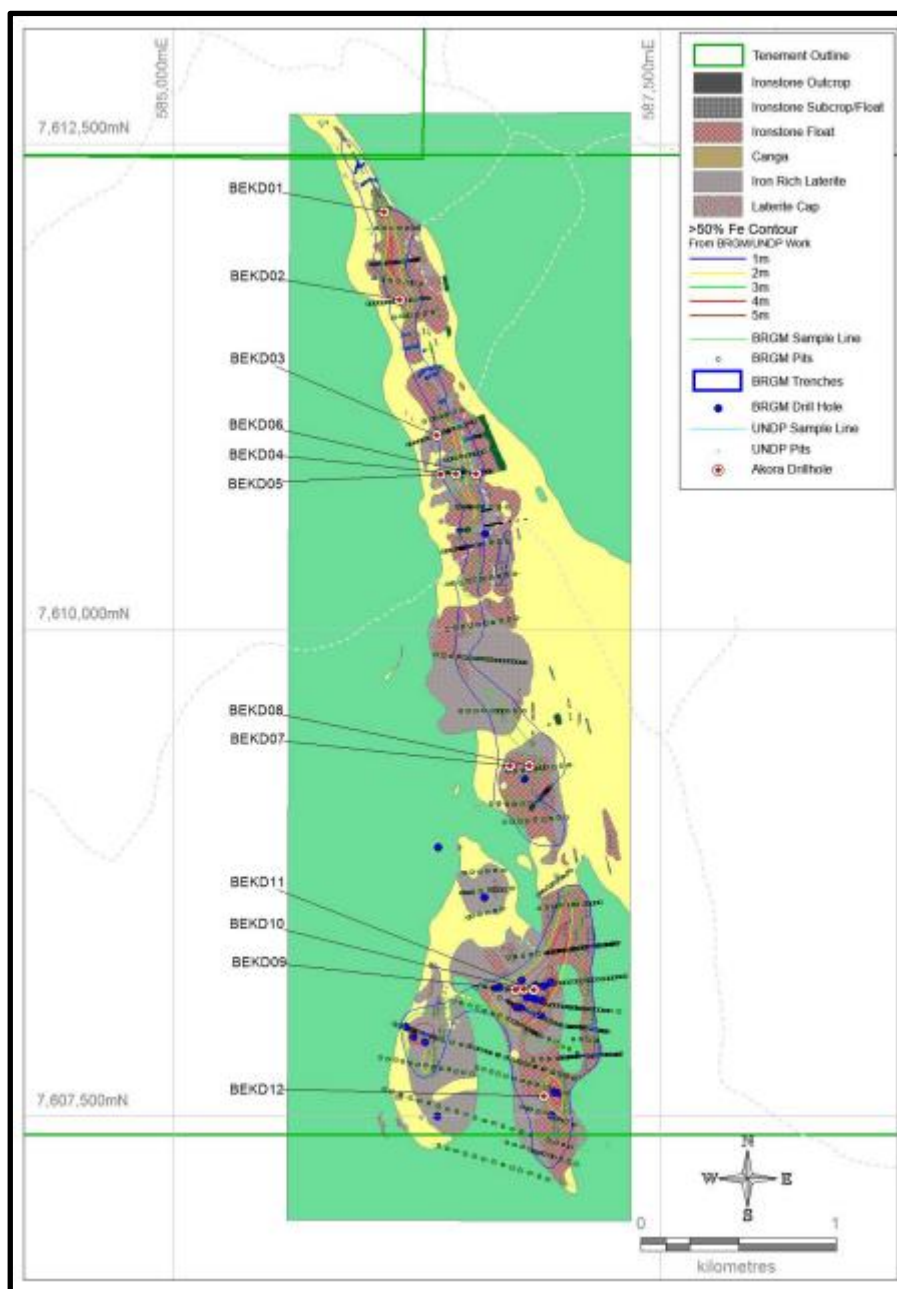 585,000mE
587,500mE
7,612,500mN
7,610,000mN
7,607,500mN
BEKD01
BEKD02
BEKD03
BEKD06
BEKD04
BEKD05
BEKD08
BEKD07
BEKD11
BEKD10
BEKD09
BEKD12
Tenement Outline
Ironstone Outcrop
Ironstone Subcrop/Float
Ironstone Float
Canga
Iron Rich Laterite
Laterite Cap
>50% Fe Contour
From BRGM/UNDP Work
1m
2m
3m
4m
5m
BRGM Sample Line
BRGM Pits
BRGM Trenches
BRGM Drill Hole
UNDP Sample Line
UNDP Pits
Akora Drillhole
N
W E
S
0 1
kilometres